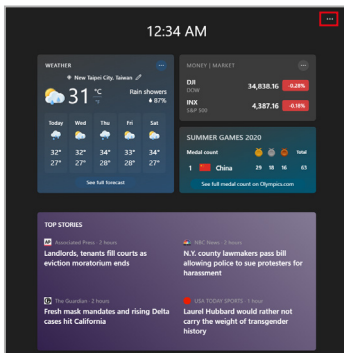 12:34 AM
WEATHER
New Taipei City, Taiwan
31 °C
Rain showers
87%
Today Wed Thu Fri Sat
32° 32° 34° 33° 34°
27° 27° 28° 28° 27°
See full forecast
MONEY | MARKET
DJI
DOW
34,838.16 -0.28%
INX
S&P 500
4,387.16 -0.18%
SUMMER GAMES 2020
Medal count Total
1 China 29 18 16 63
See full medal count on Olympics.com
TOP STORIES
AP Associated Press · 2 hours
Landlords, tenants fill courts as
eviction moratorium ends
NBC News · 2 hours
N.Y. county lawmakers pass bill
allowing police to sue protesters for
harassment
The Guardian · 2 hours
Fresh mask mandates and rising Delta
cases hit California
USA TODAY SPORTS · 1 hour
Laurel Hubbard would rather not
carry the weight of transgender
history